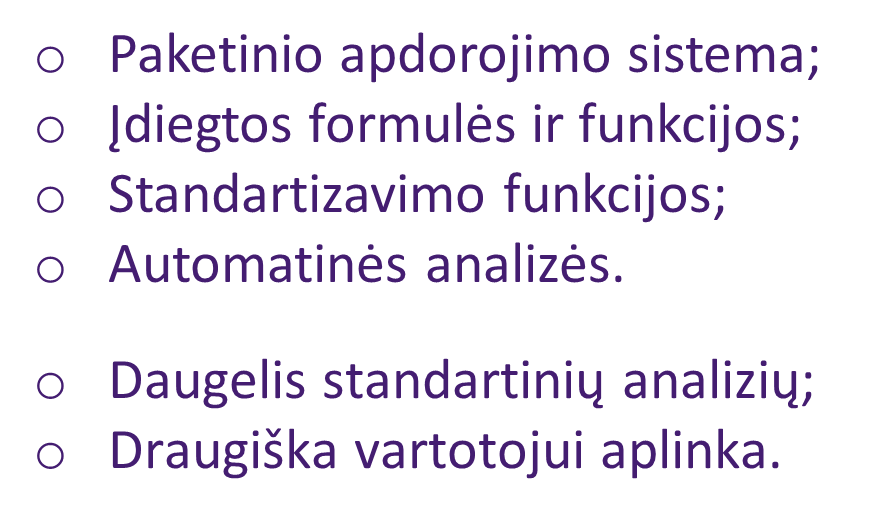 o Paketinio apdorojimo sistema;
o Įdiegtos formulės ir funkcijos;
o Standartizavimo funkcijos;
o Automatinės analizės.
o Daugelis standartinių analizių;
o Draugiška vartotojui aplinka.